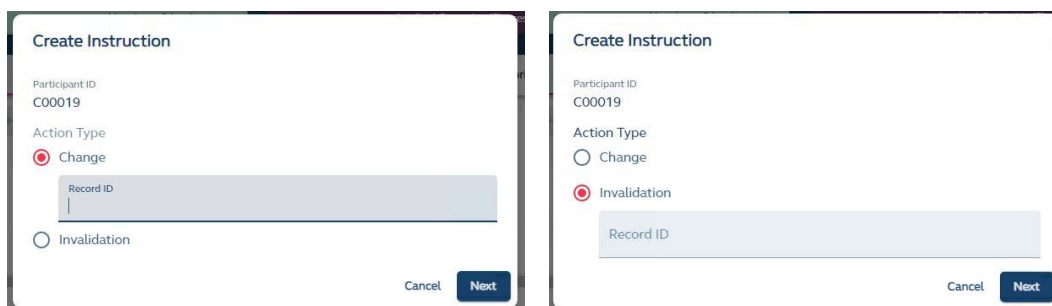 Create Instruction
Participant ID
C00019
Action Type
Change
Record ID
Invalidation
Cancel Next
Create Instruction
Participant ID
C00019
Action Type
Change
Invalidation
Record ID
Cancel Next